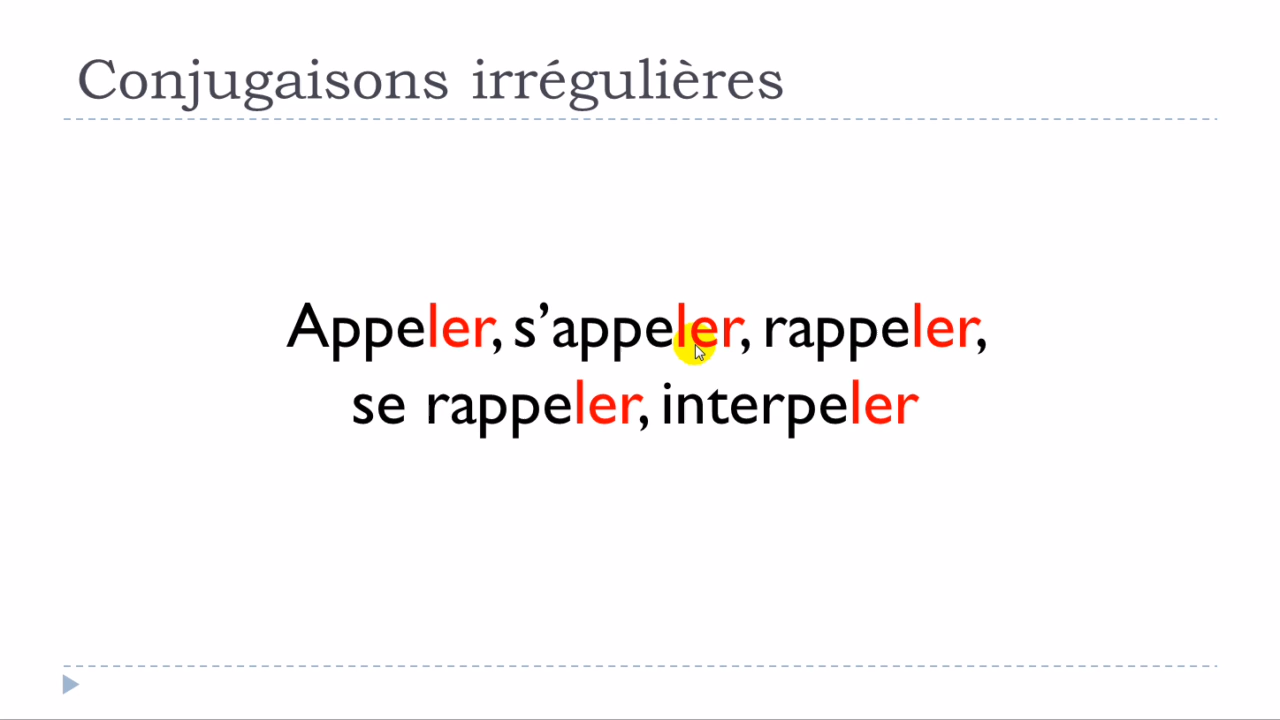 Conjugaisons irrégulières
Appeler, s’appeler, rappeler,
se rappeler, interpeler